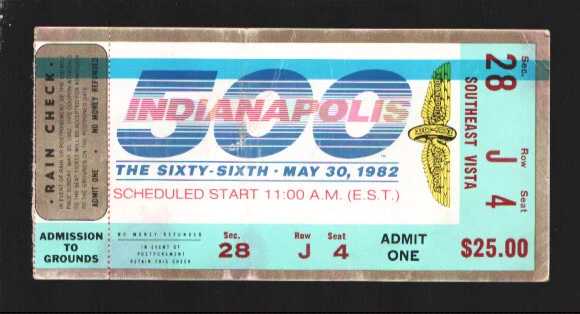 · RAIN CHECK ·
NO MONEY REFUNDED
ADMIT ONE
ADMISSION
TO
GROUNDS
500
INDIANAPOLIS
THE SIXTY-SIXTH · MAY 30, 1982
SCHEDULED START 11:00 A.M. (E.S.T.)
NO MONEY REFUNDED
IN EVENT OF
POSTPONEMENT
RETAIN THIS CHECK
Sec. Row Seat
28 J 4
ADMIT
ONE
$25.00
Sec. Row Seat
28 J 4
SOUTHEAST VISTA